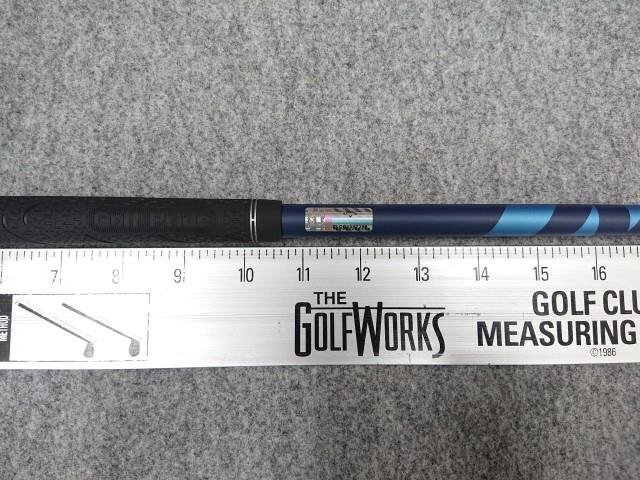 Golf Pride
7 8 9 10 11 12 13 14 15 16
METHOD
THE
GOLFWORKS
GOLF CLU
MEASURING
©1986